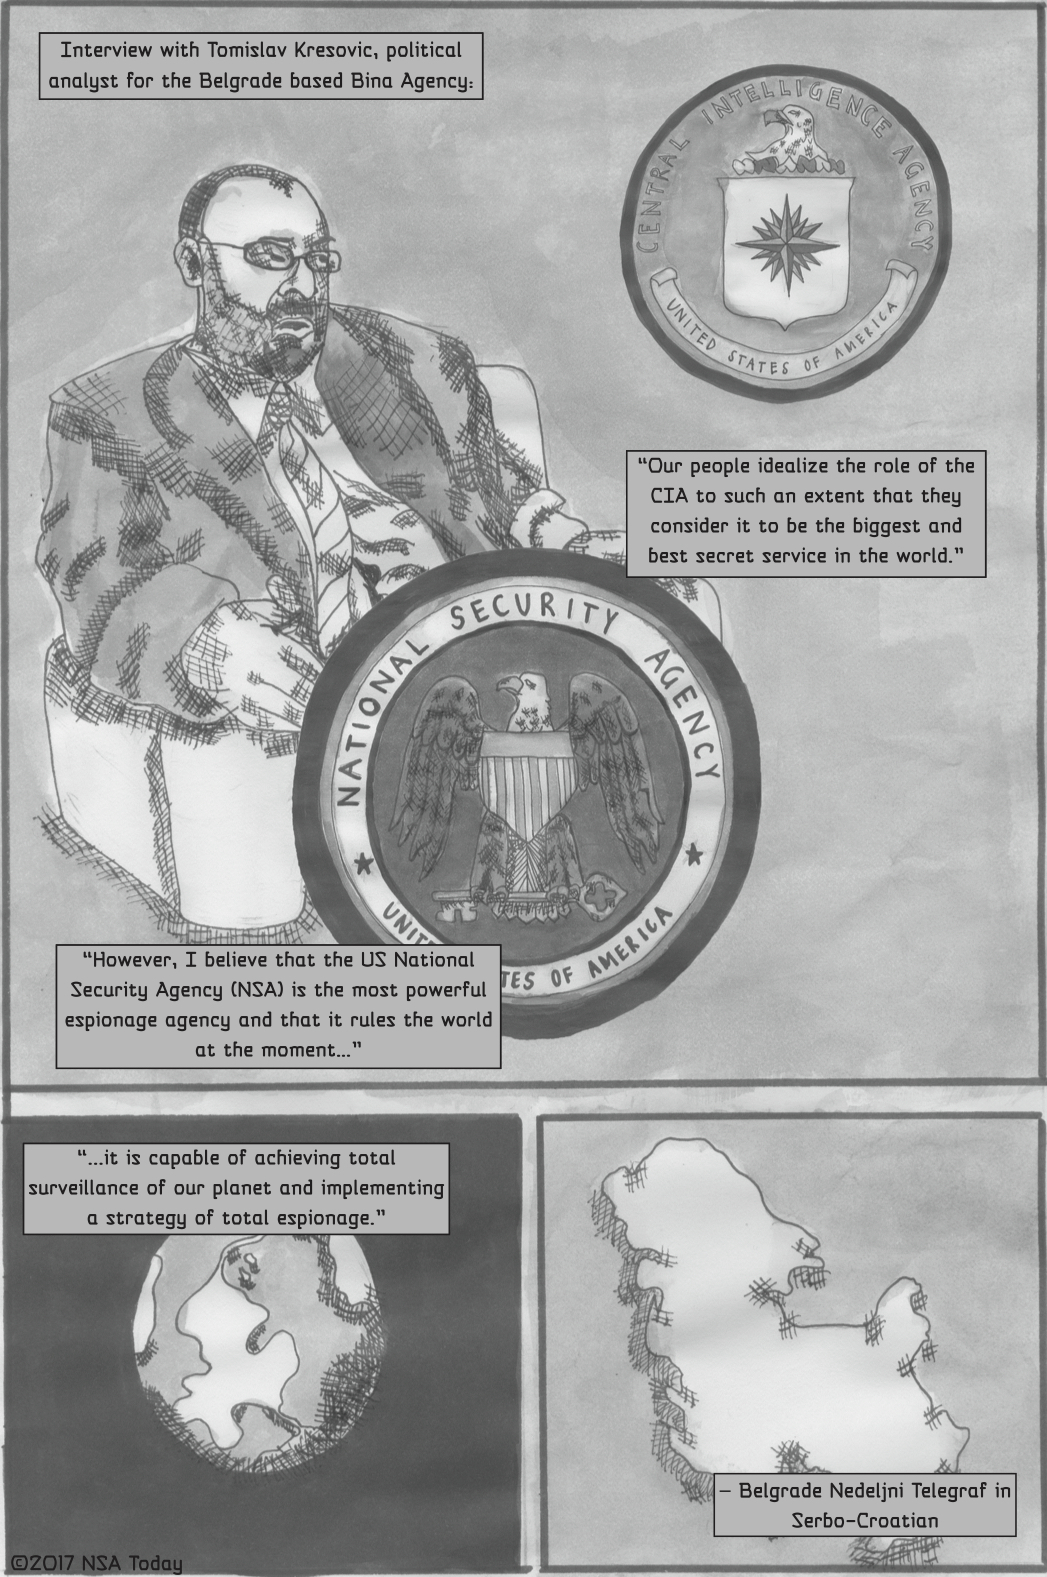 Interview with Tomislav Kresovic, political
analyst for the Belgrade based Bina Agency:
CENTRAL INTELLIGENCE AGENCY
UNITED STATES OF AMERICA
“Our people idealize the role of the
CIA to such an extent that they
consider it to be the biggest and
best secret service in the world.”
NATIONAL SECURITY AGENCY
UNIT TES OF AMERICA
“However, I believe that the US National
Security Agency (NSA) is the most powerful
espionage agency and that it rules the world
at the moment...”
“...it is capable of achieving total
surveillance of our planet and implementing
a strategy of total espionage.”
– Belgrade Nedeljni Telegraf in
Serbo-Croatian
©2017 NSA Today